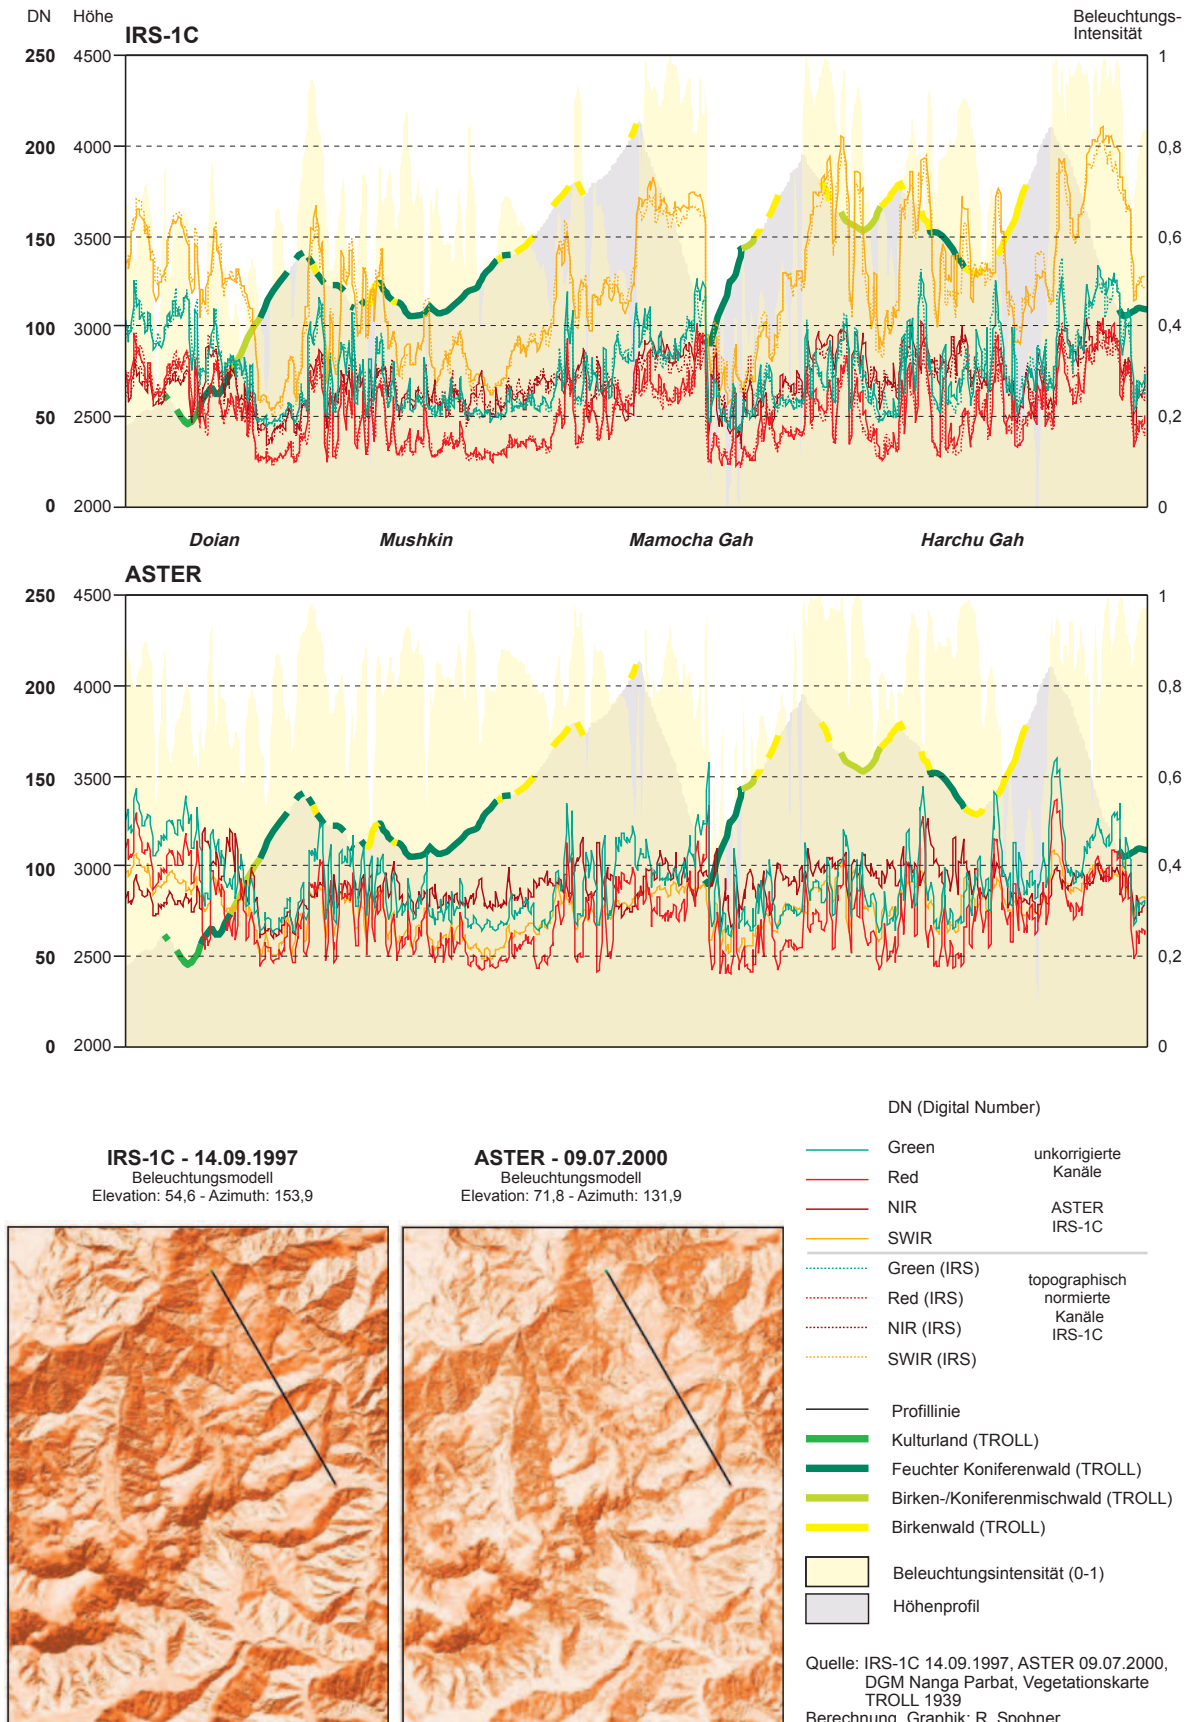 DN Höhe
IRS-1C
Beleuchtungs-
Intensität
250 4500 1
200 4000 0,8
150 3500 0,6
100 3000 0,4
50 2500 0,2
0 2000 0
Doian Mushkin Mamocha Gah Harchu Gah
ASTER
250 4500 1
200 4000 0,8
150 3500 0,6
100 3000 0,4
50 2500 0,2
0 2000 0
IRS-1C - 14.09.1997
Beleuchtungsmodell
Elevation: 54,6 - Azimuth: 153,9
ASTER - 09.07.2000
Beleuchtungsmodell
Elevation: 71,8 - Azimuth: 131,9
DN (Digital Number)
Green
Red
NIR
SWIR
unkorrigierte
Kanäle
ASTER
IRS-1C
Green (IRS)
Red (IRS)
NIR (IRS)
SWIR (IRS)
topographisch
normierte
Kanäle
IRS-1C
Profillinie
Kulturland (TROLL)
Feuchter Koniferenwald (TROLL)
Birken-/Koniferenmischwald (TROLL)
Birkenwald (TROLL)
Beleuchtungsintensität (0-1)
Höhenprofil
Quelle: IRS-1C 14.09.1997, ASTER 09.07.2000,
DGM Nanga Parbat, Vegetationskarte
TROLL 1939
Berechnung, Graphik: R. Spohner